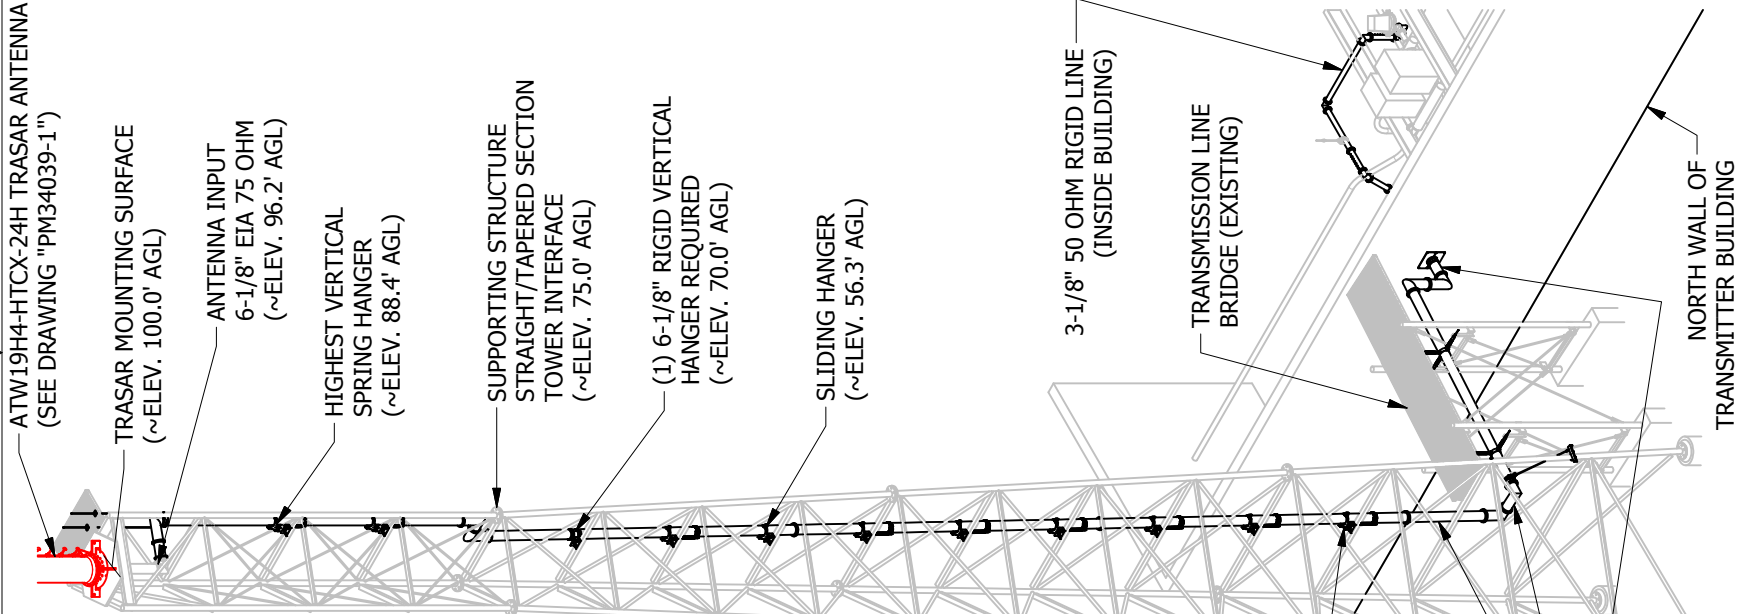 ATW19H4-HTCX-24H TRASAR ANTENNA
(SEE DRAWING "PM34039-1")
TRASAR MOUNTING SURFACE
(~ELEV. 100.0' AGL)
ANTENNA INPUT
6-1/8" EIA 75 OHM
(~ELEV. 96.2' AGL)
HIGHEST VERTICAL
SPRING HANGER
(~ELEV. 88.4' AGL)
SUPPORTING STRUCTURE
STRAIGHT/TAPERED SECTION
TOWER INTERFACE
(~ELEV. 75.0' AGL)
(1) 6-1/8" RIGID VERTICAL
HANGER REQUIRED
(~ELEV. 70.0' AGL)
SLIDING HANGER
(~ELEV. 56.3' AGL)
3-1/8" 50 OHM RIGID LINE
(INSIDE BUILDING)
TRANSMISSION LINE
BRIDGE (EXISTING)
NORTH WALL OF
TRANSMITTER BUILDING